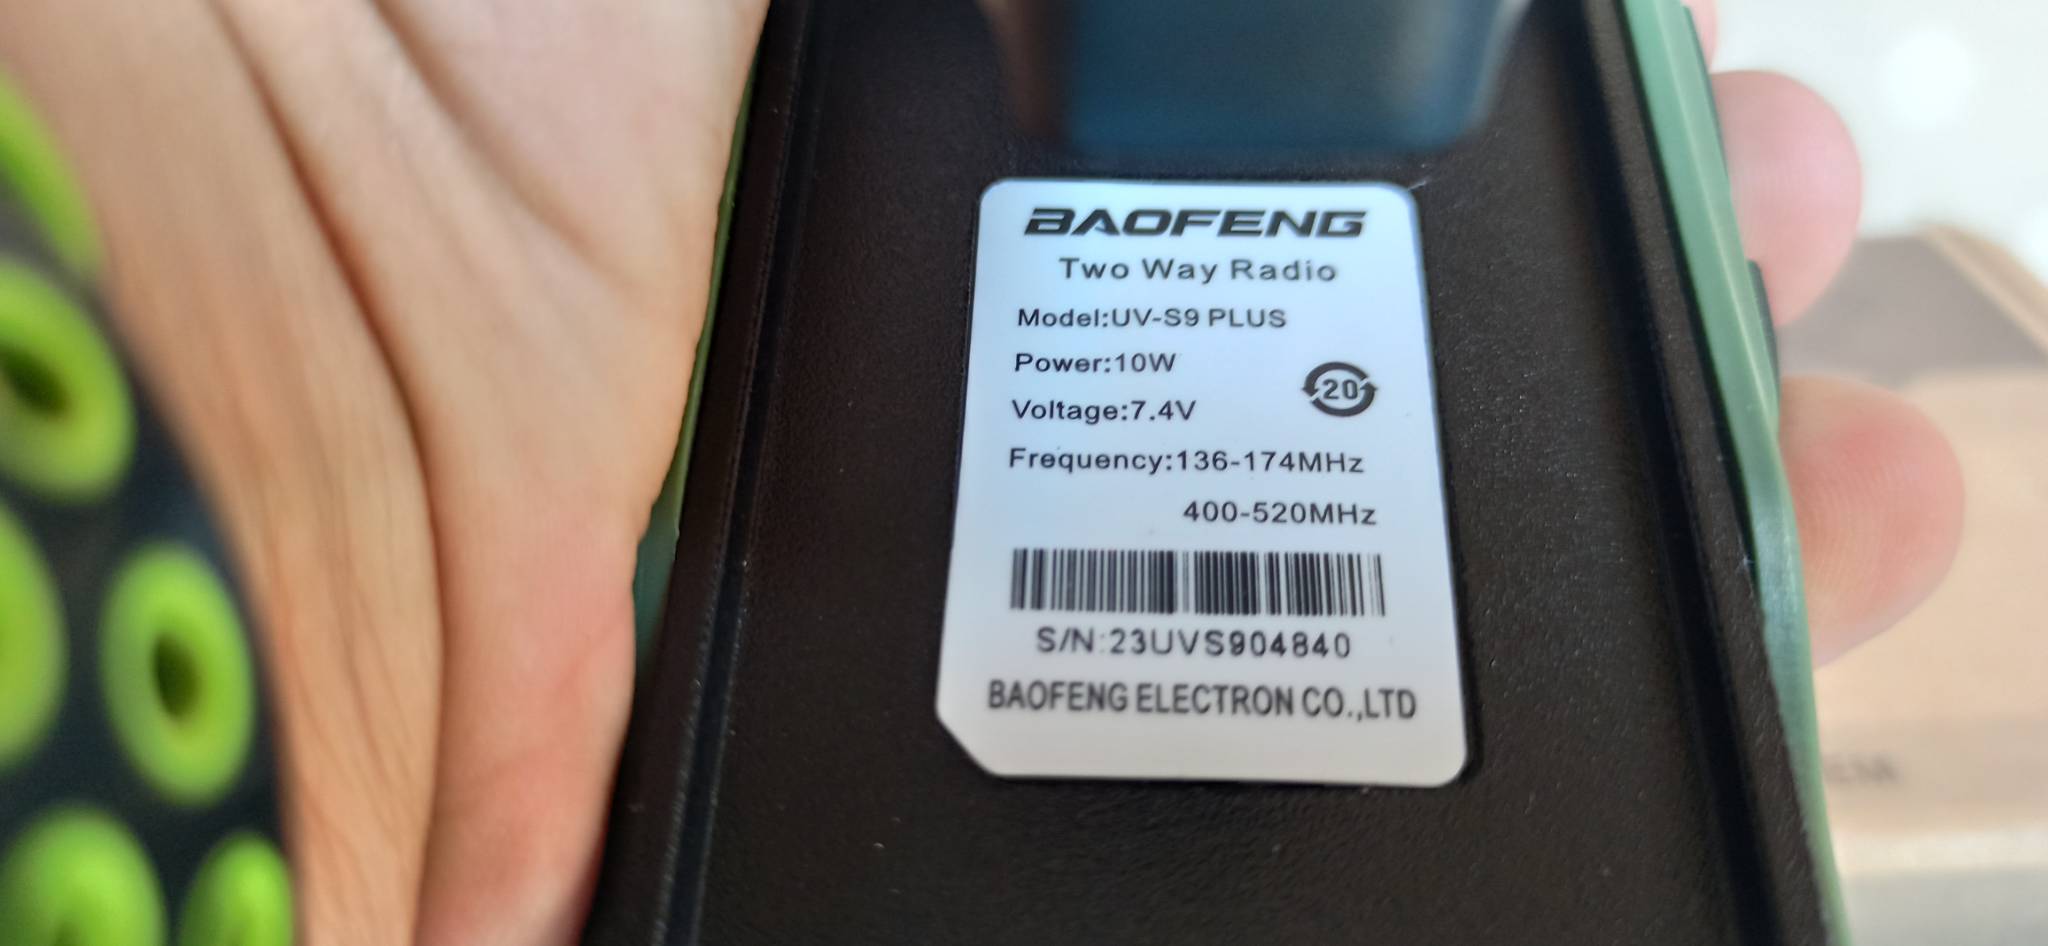 BAOFENG
Two Way Radio
Model:UV-S9 PLUS
Power:10W
Voltage:7.4V
20
Frequency:136-174MHz
400-520MHz
S/N:23UVS904840
BAOFENG ELECTRON CO.,LTD